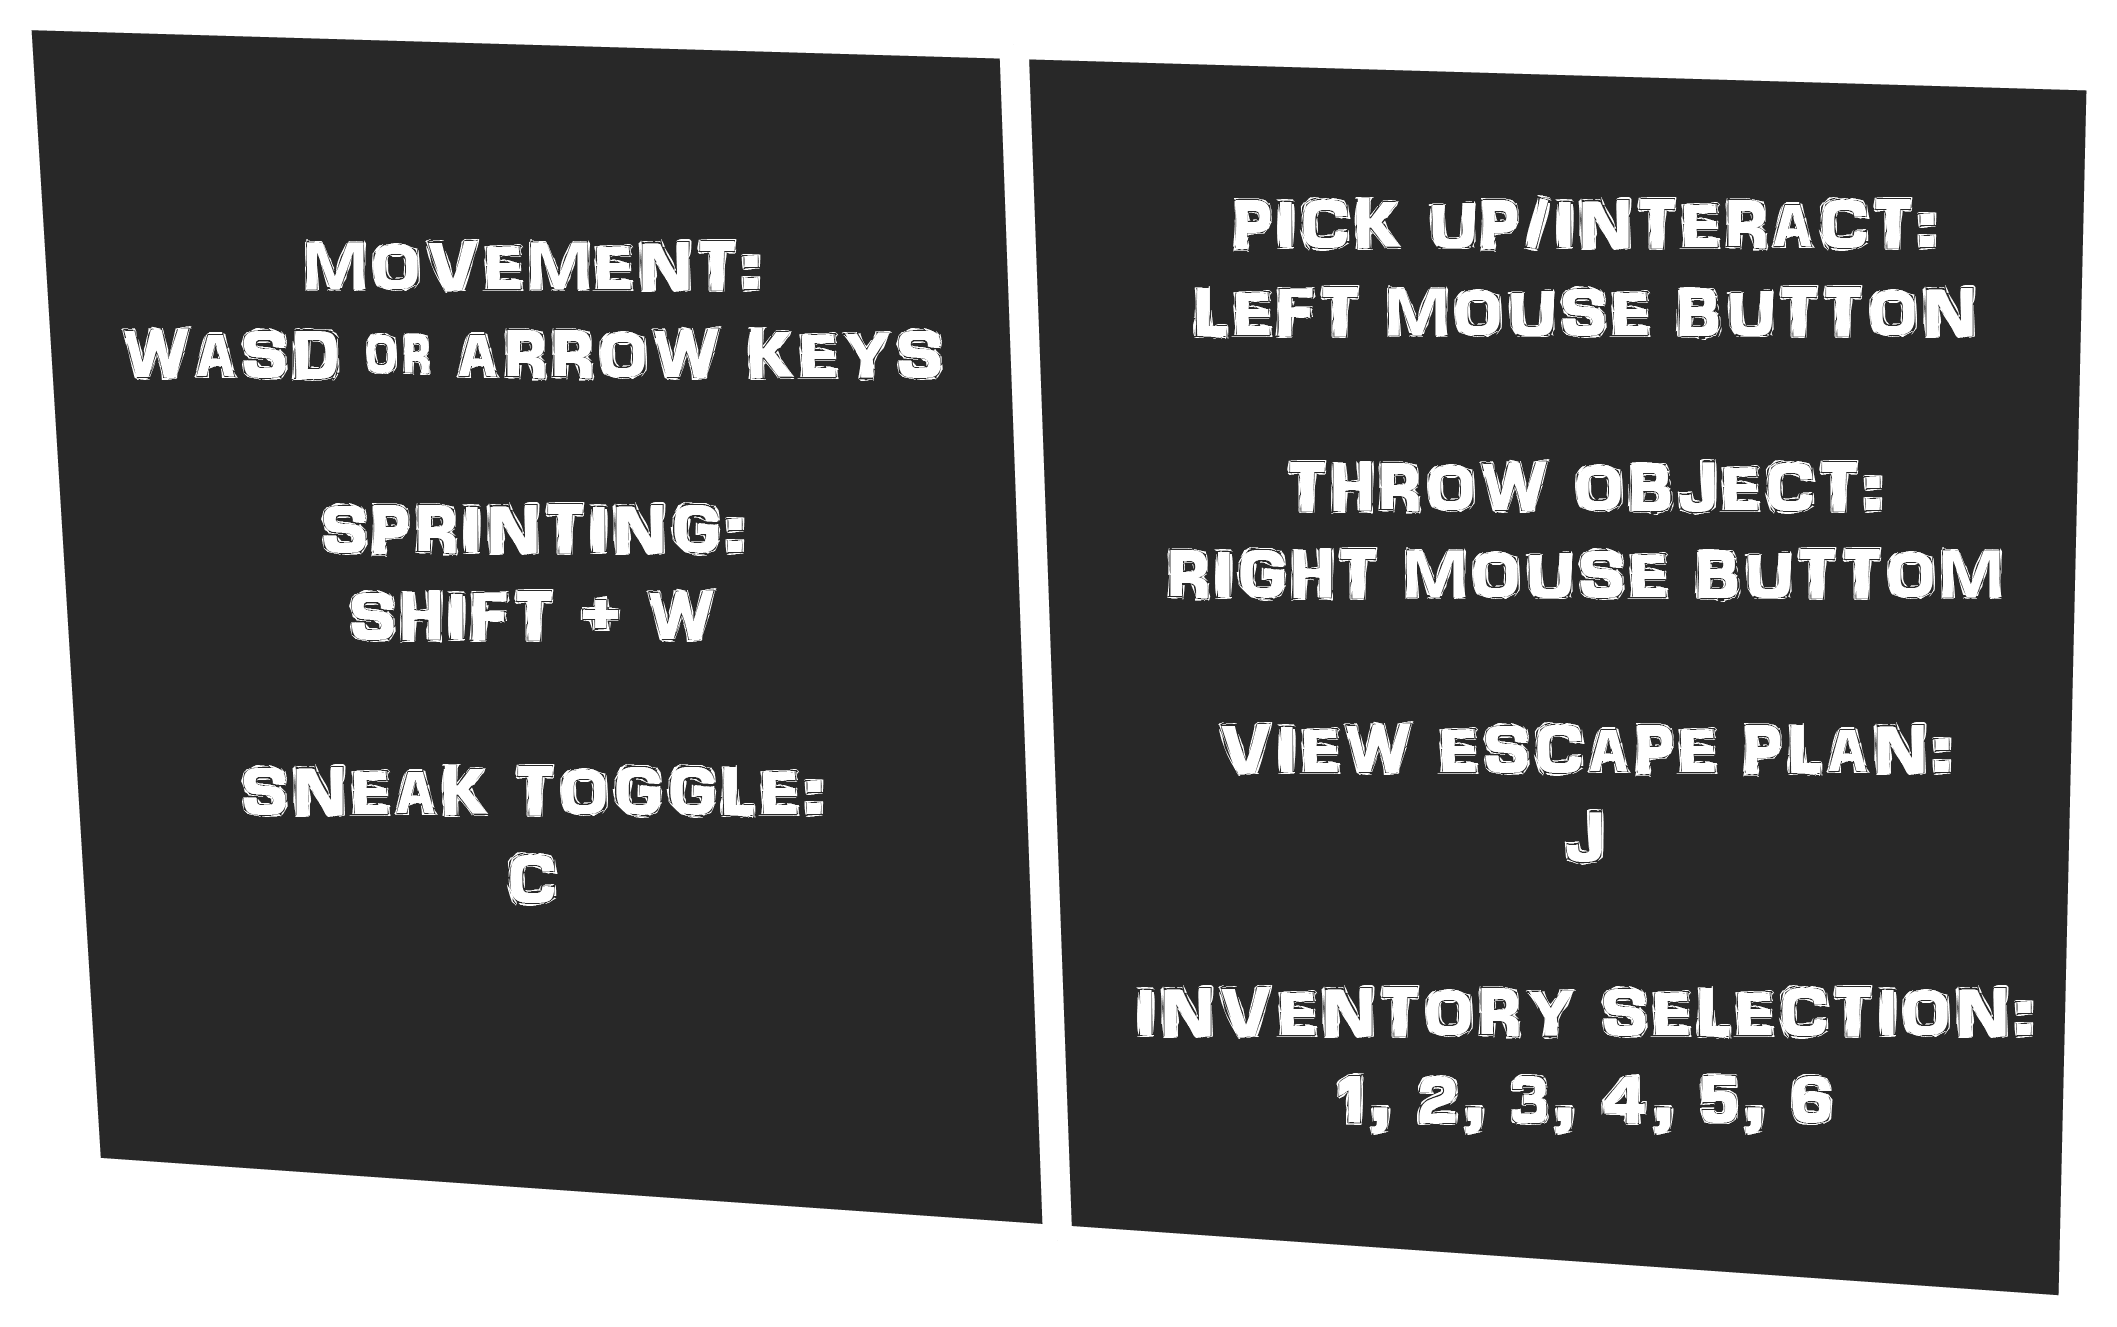 MOVEMENT:
WASD OR ARROW KEYS
SPRINTING:
SHIFT + W
SNEAK TOGGLE:
C
PICK UP/INTERACT:
LEFT MOUSE BUTTON
THROW OBJECT:
RIGHT MOUSE BUTTOM
VIEW ESCAPE PLAN:
J
INVENTORY SELECTION:
1, 2, 3, 4, 5, 6